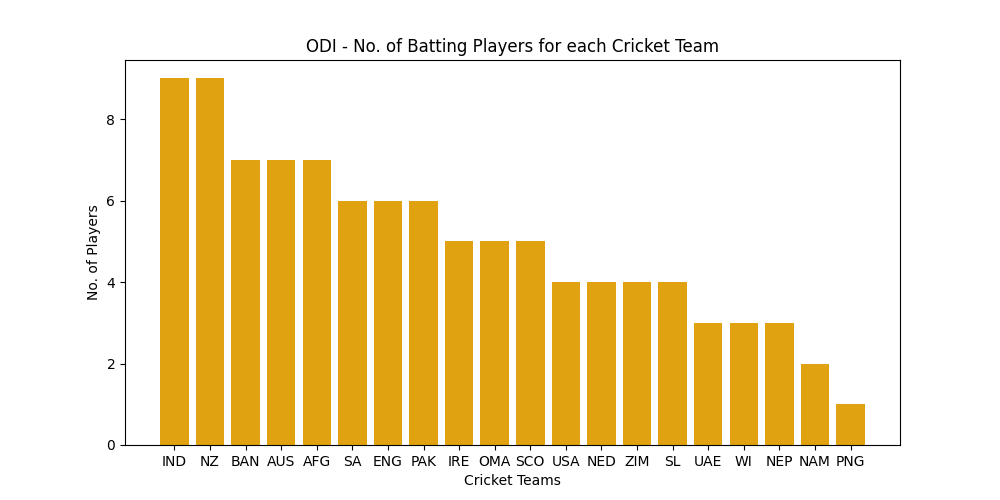 ODI - No. of Batting Players for each Cricket Team
No. of Players
8
6
4
2
0
IND NZ BAN AUS AFG SA ENG PAK IRE OMA SCO USA NED ZIM SL UAE WI NEP NAM PNG
Cricket Teams